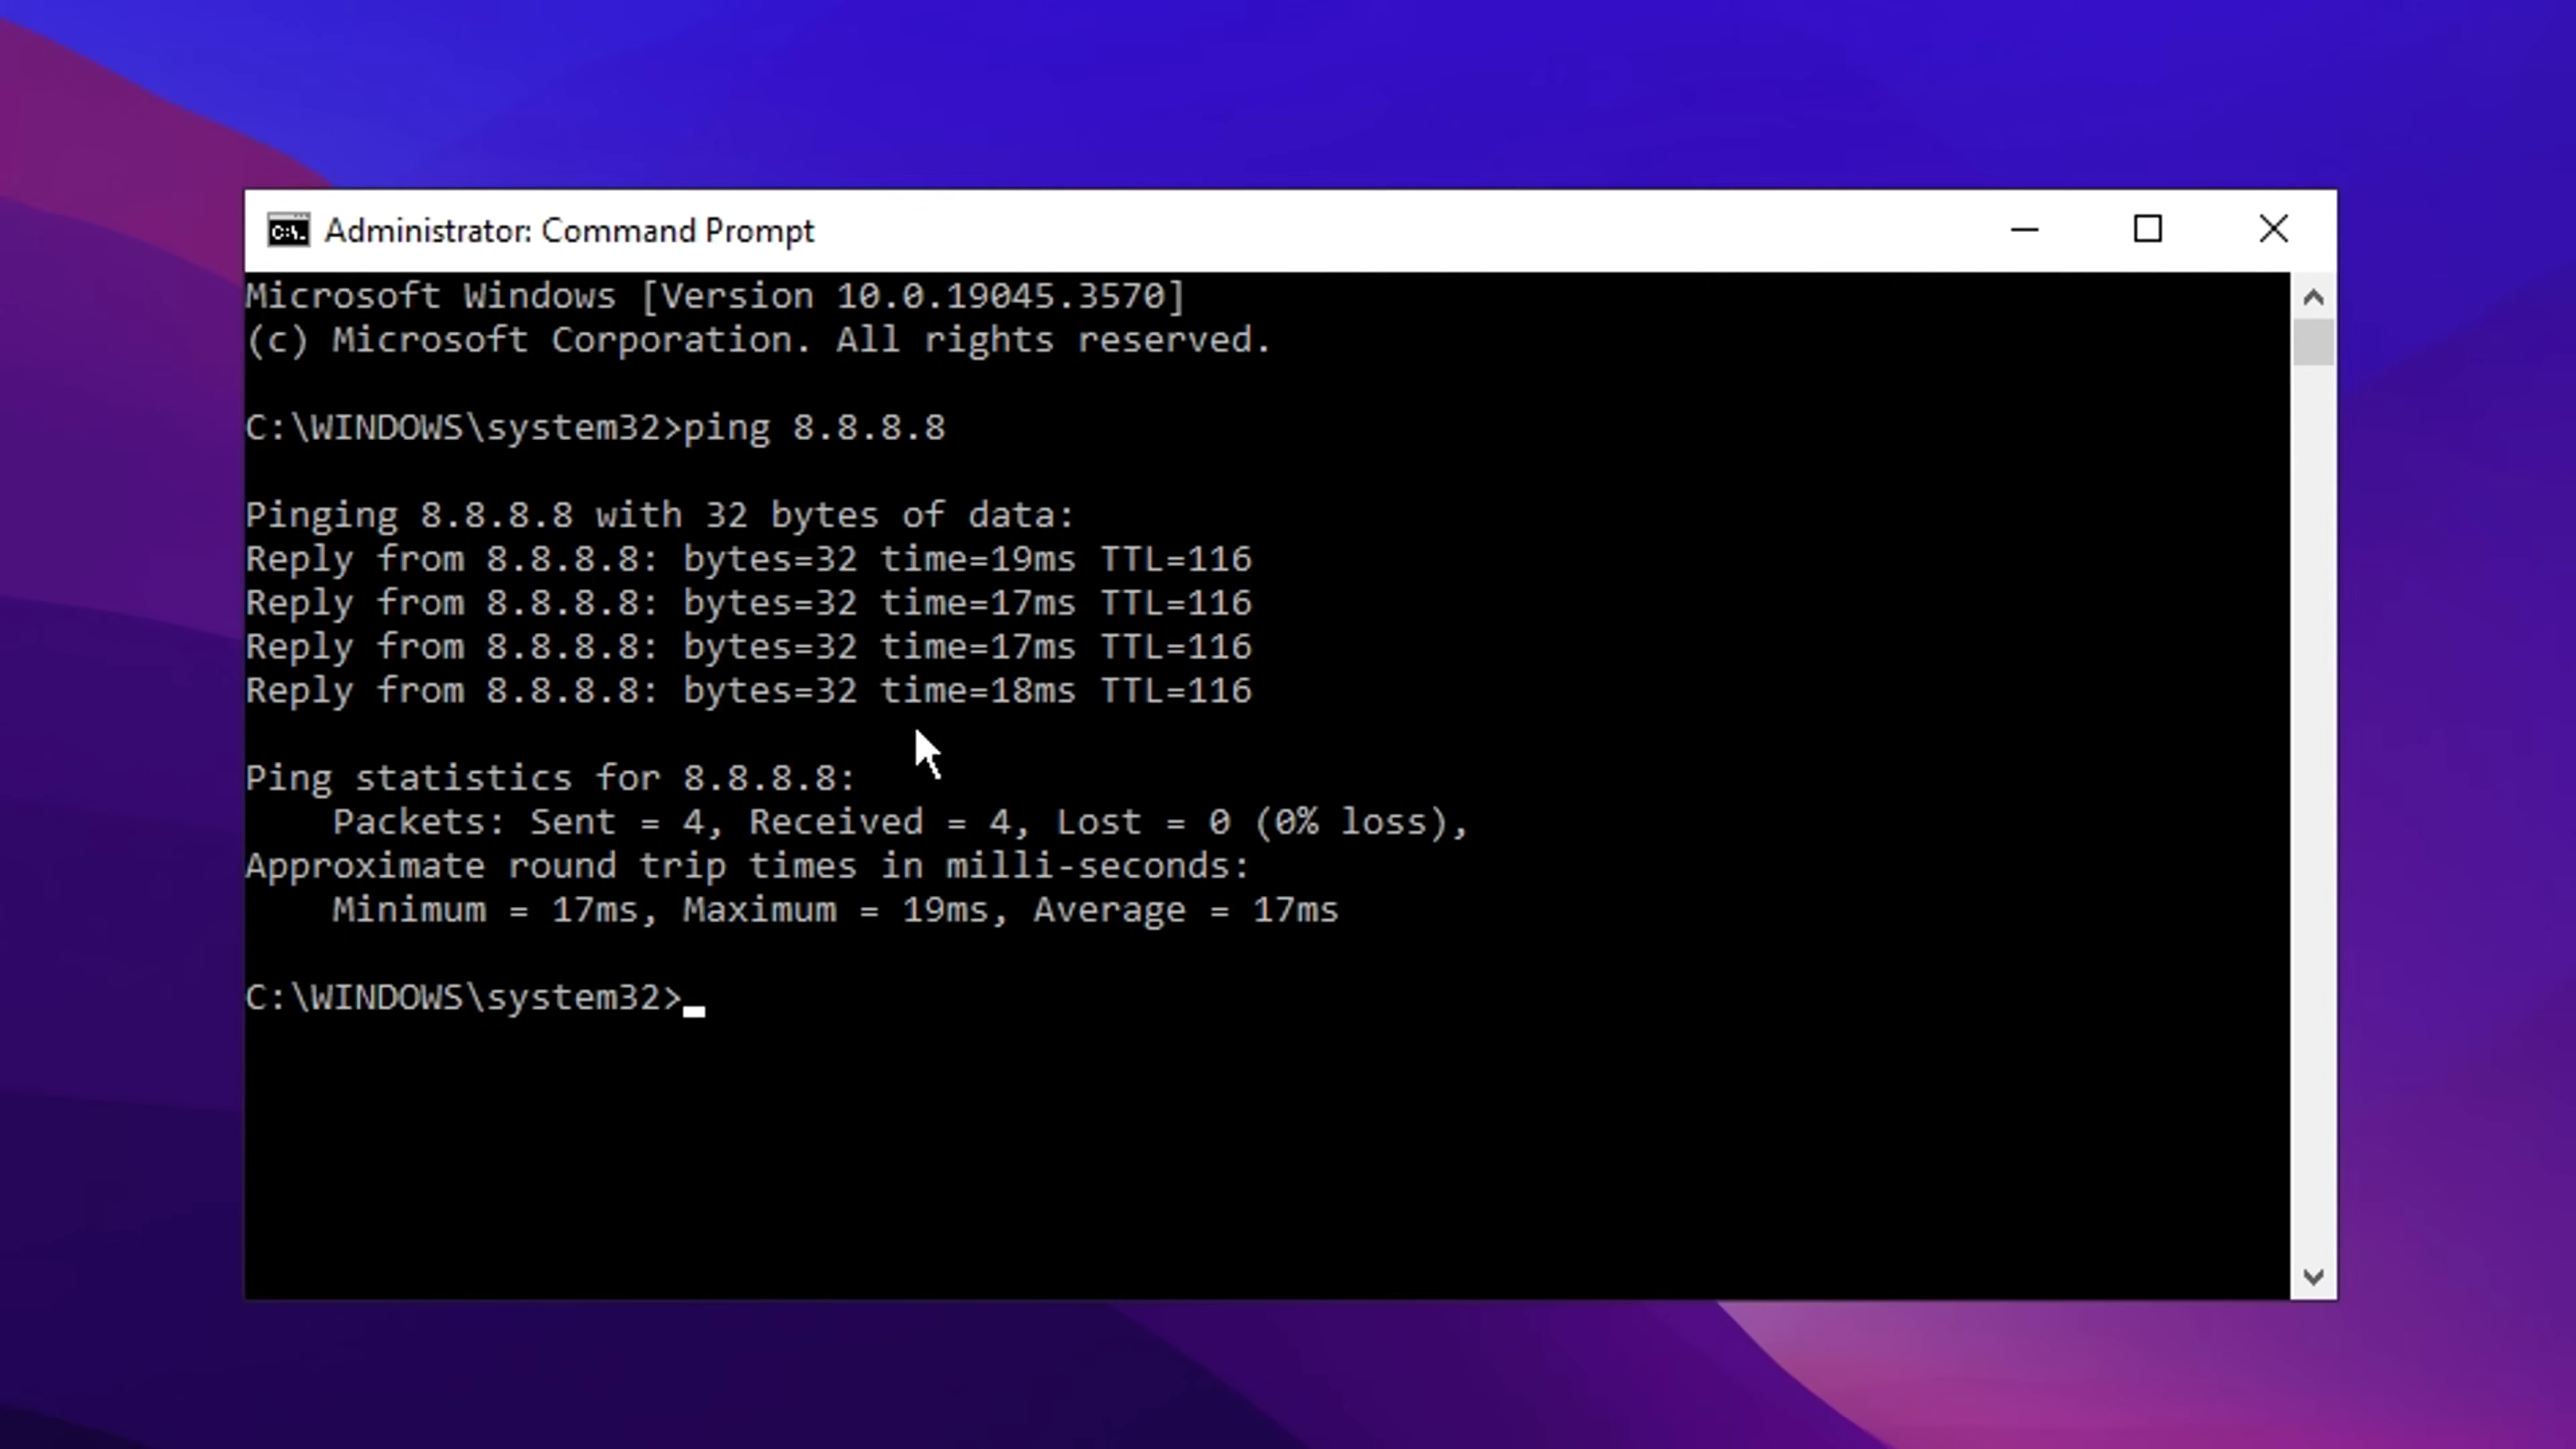 Administrator: Command Prompt
Microsoft Windows [Version 10.0.19045.3570]
(c) Microsoft Corporation. All rights reserved.
C:\WINDOWS\system32>ping 8.8.8.8
Pinging 8.8.8.8 with 32 bytes of data:
Reply from 8.8.8.8: bytes=32 time=19ms TTL=116
Reply from 8.8.8.8: bytes=32 time=17ms TTL=116
Reply from 8.8.8.8: bytes=32 time=17ms TTL=116
Reply from 8.8.8.8: bytes=32 time=18ms TTL=116
Ping statistics for 8.8.8.8:
    Packets: Sent = 4, Received = 4, Lost = 0 (0% loss),
Approximate round trip times in milli-seconds:
    Minimum = 17ms, Maximum = 19ms, Average = 17ms
C:\WINDOWS\system32>